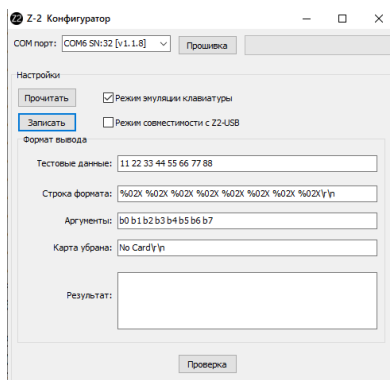 Z-2 Конфигуратор
COM порт: COM6 SN:32 [v1.1.8] Прошивка
Настройки
Прочитать Режим эмуляции клавиатуры
Записать Режим совместимости с Z2-USB
Формат вывода
Тестовые данные: 11 22 33 44 55 66 77 88
Строка формата: %02X %02X %02X %02X %02X %02X %02X %02X\r\n
Аргументы: b0 b1 b2 b3 b4 b5 b6 b7
Карта убрана: No Card\r\n
Результат:
Проверка